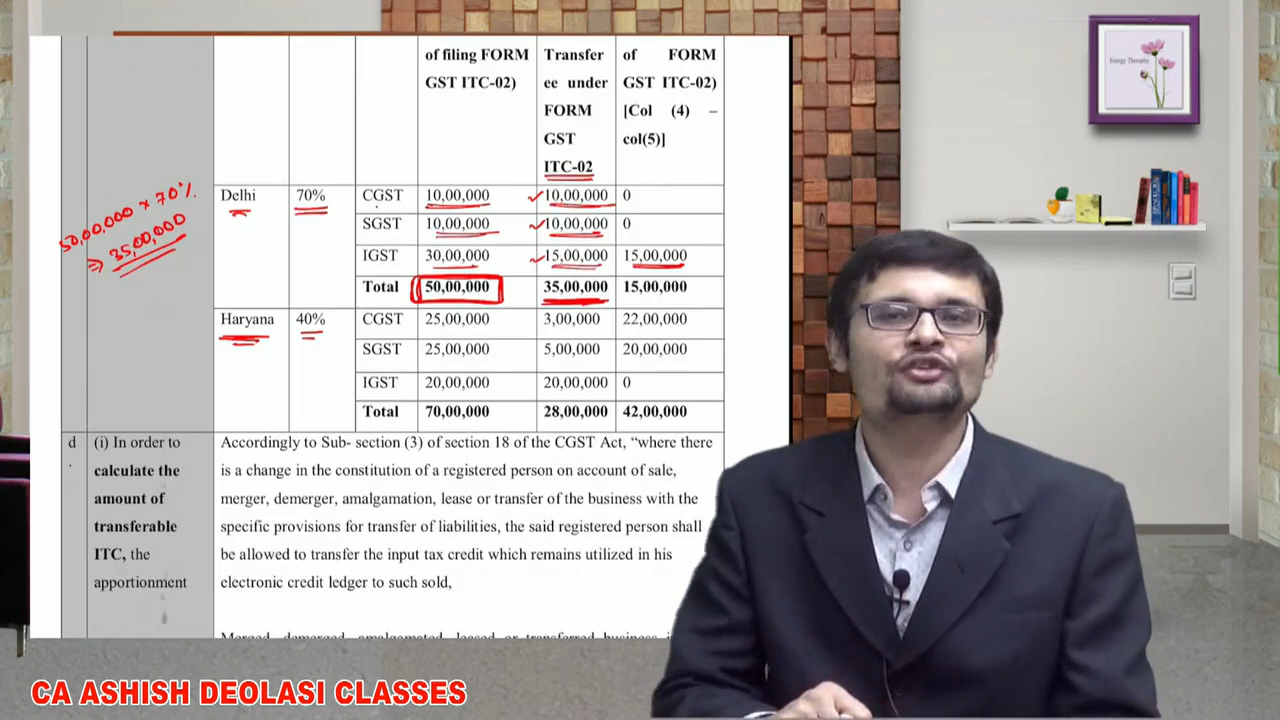 of filing FORM Transfer of FORM
GST ITC-02) ee under GST ITC-02)
FORM [Col (4) –
GST col(5)]
ITC-02
Delhi 70% CGST 10,00,000 10,00,000 0
SGST 10,00,000 10,00,000 0
IGST 30,00,000 15,00,000 15,00,000
Total 50,00,000 35,00,000 15,00,000
Haryana 40% CGST 25,00,000 3,00,000 22,00,000
SGST 25,00,000 5,00,000 20,00,000
IGST 20,00,000 20,00,000 0
Total 70,00,000 28,00,000 42,00,000
50,00,000 x 70%
⇒ 35,00,000
d (i) In order to Accordingly to Sub- section (3) of section 18 of the CGST Act, “where there
. calculate the is a change in the constitution of a registered person on account of sale,
amount of merger, demerger, amalgamation, lease or transfer of the business with the
transferable specific provisions for transfer of liabilities, the said registered person shall
ITC, the be allowed to transfer the input tax credit which remains utilized in his
apportionment electronic credit ledger to such sold,
Energy Therophy
CA ASHISH DEOLASI CLASSES